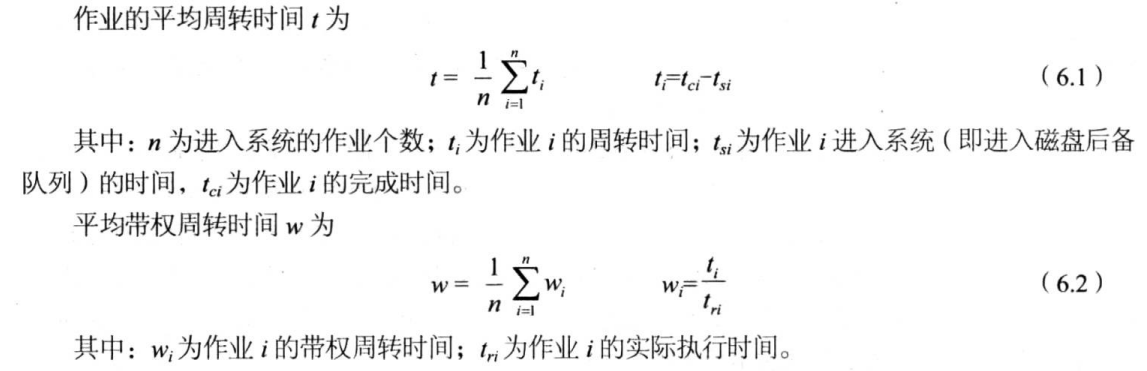 作业的平均周转时间 t 为
t = \frac{1}{n} \sum_{i=1}^{n} t_i  t_i=t_{ci}-t_{si} （6.1）
其中：n 为进入系统的作业个数；t_i 为作业 i 的周转时间；t_{si} 为作业 i 进入系统（即进入磁盘后备
队列）的时间，t_{ci} 为作业 i 的完成时间。
平均带权周转时间 w 为
w = \frac{1}{n} \sum_{i=1}^{n} w_i  w_i=\frac{t_i}{t_{ri}} （6.2）
其中：w_i 为作业 i 的带权周转时间；t_{ri} 为作业 i 的实际执行时间。